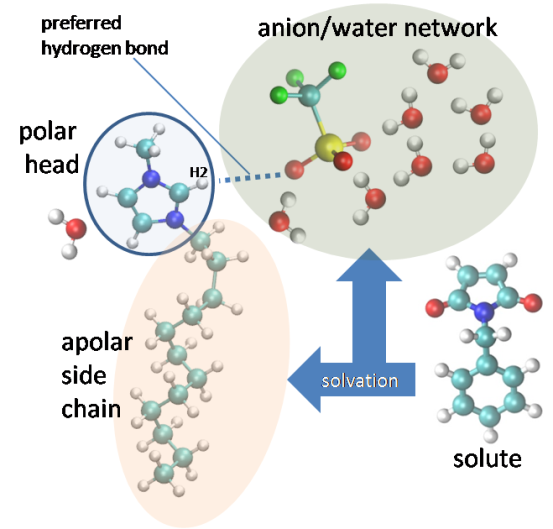 preferred
hydrogen bond
anion/water network
polar
head
H2
apolar
side
chain
solvation
solute